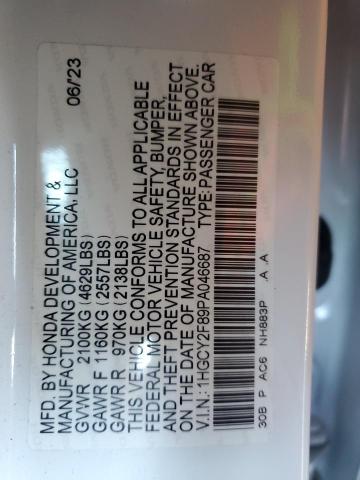 MFD. BY HONDA DEVELOPMENT & 06/23
MANUFACTURING OF AMERICA, LLC
GVWR 2100KG (4629LBS)
GAWR F 1160KG (2557LBS)
GAWR R 970KG (2138LBS)
THIS VEHICLE CONFORMS TO ALL APPLICABLE
FEDERAL MOTOR VEHICLE SAFETY, BUMPER,
AND THEFT PREVENTION STANDARDS IN EFFECT
ON THE DATE OF MANUFACTURE SHOWN ABOVE.
V.I.N.: 1HGCY2F89PA046687 TYPE: PASSENGER CAR
30B P AC6 NH883P A .A